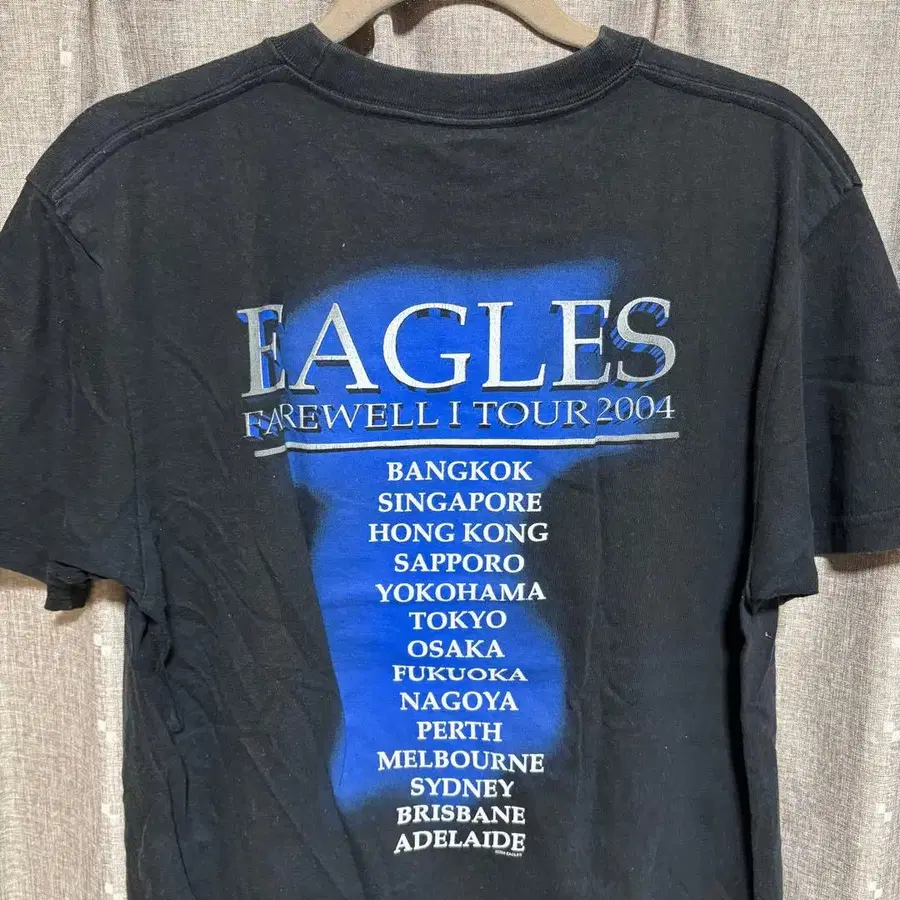 EAGLES
FAREWELL I TOUR 2004
BANGKOK
SINGAPORE
HONG KONG
SAPPORO
YOKOHAMA
TOKYO
OSAKA
FUKUOKA
NAGOYA
PERTH
MELBOURNE
SYDNEY
BRISBANE
ADELAIDE